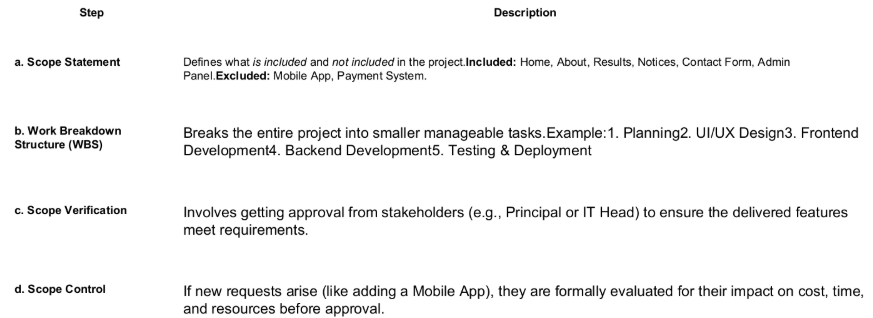 Step Description
a. Scope Statement
Defines what is included and not included in the project.Included: Home, About, Results, Notices, Contact Form, Admin
Panel.Excluded: Mobile App, Payment System.
b. Work Breakdown
Structure (WBS)
Breaks the entire project into smaller manageable tasks.Example:1. Planning2. UI/UX Design3. Frontend
Development4. Backend Development5. Testing & Deployment
c. Scope Verification
Involves getting approval from stakeholders (e.g., Principal or IT Head) to ensure the delivered features
meet requirements.
d. Scope Control
If new requests arise (like adding a Mobile App), they are formally evaluated for their impact on cost, time,
and resources before approval.